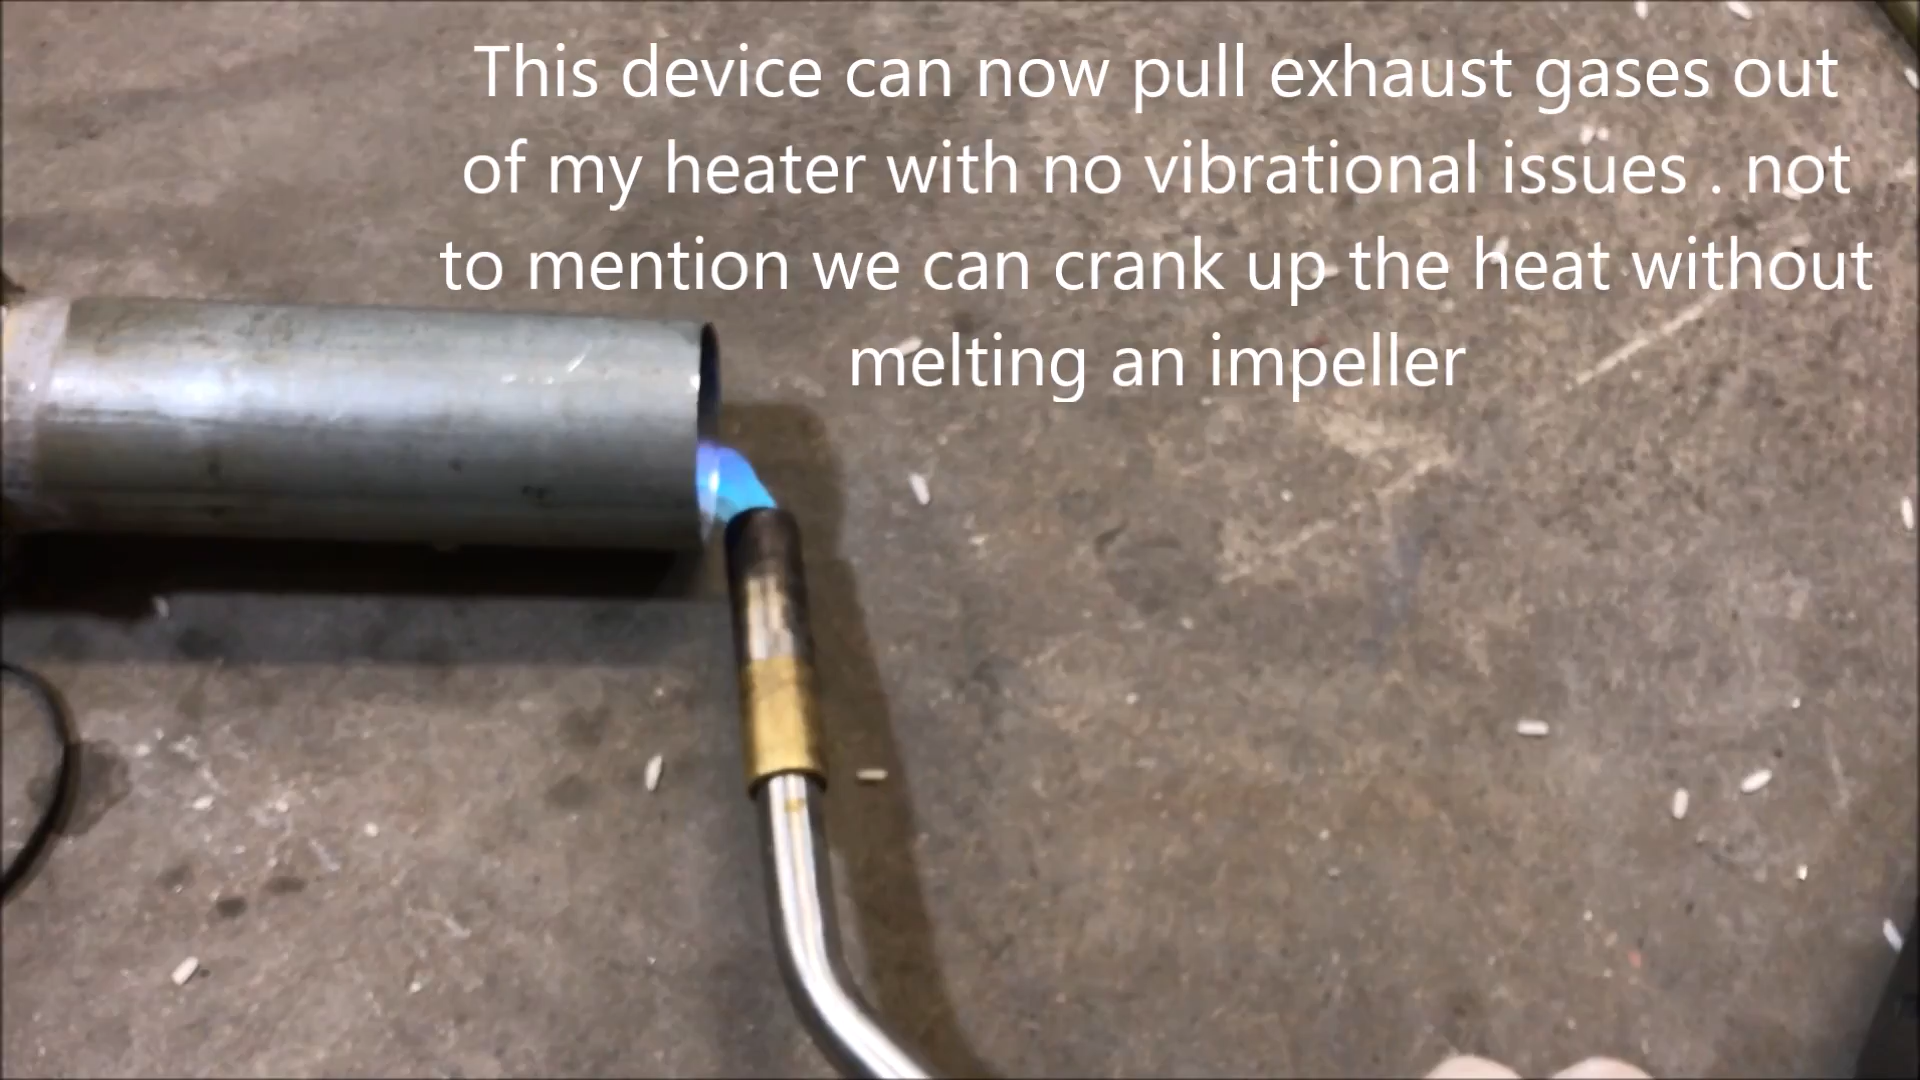 This device can now pull exhaust gases out
of my heater with no vibrational issues . not
to mention we can crank up the heat without
melting an impeller